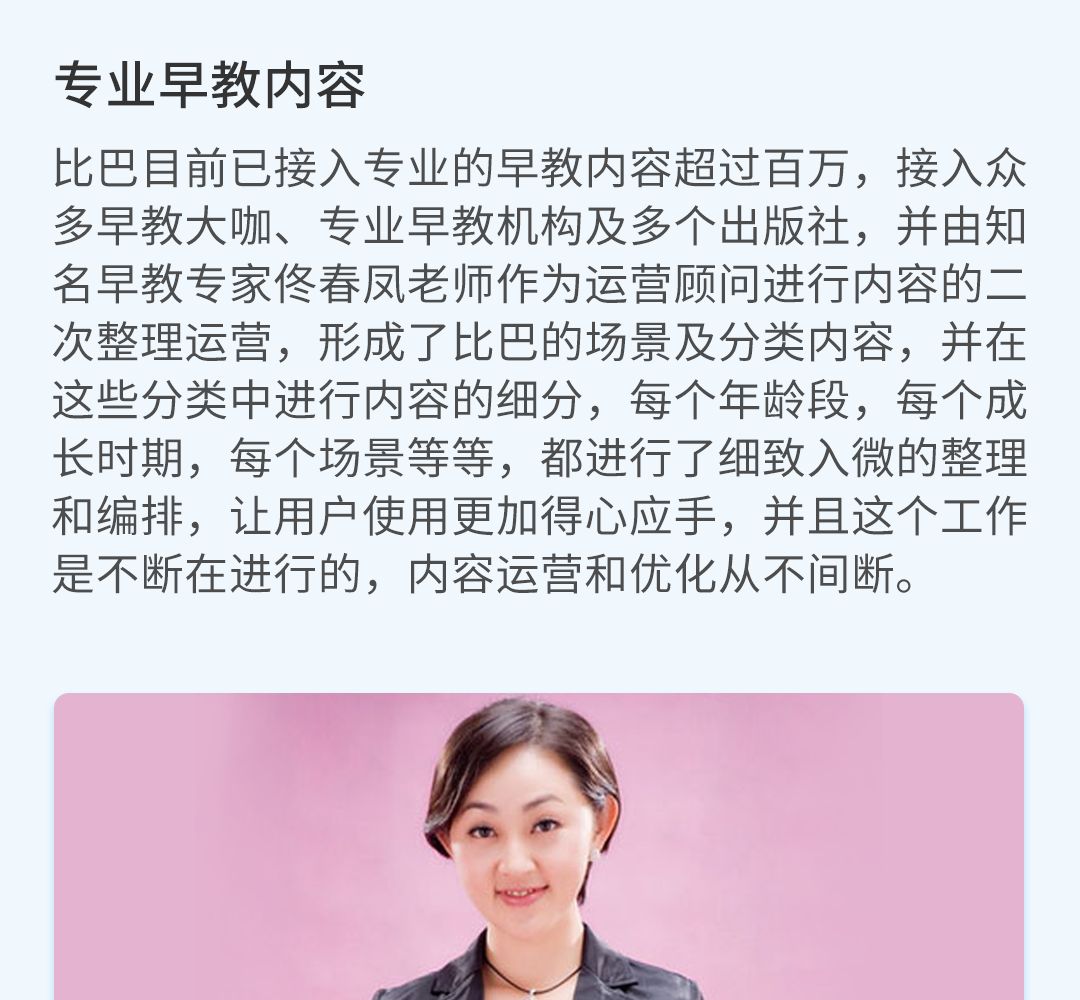 专业早教内容
比巴目前已接入专业的早教内容超过百万，接入众
多早教大咖、专业早教机构及多个出版社，并由知
名早教专家佟春凤老师作为运营顾问进行内容的二
次整理运营，形成了比巴的场景及分类内容，并在
这些分类中进行内容的细分，每个年龄段，每个成
长时期，每个场景等等，都进行了细致入微的整理
和编排，让用户使用更加得心应手，并且这个工作
是不断在进行的，内容运营和优化从不间断。